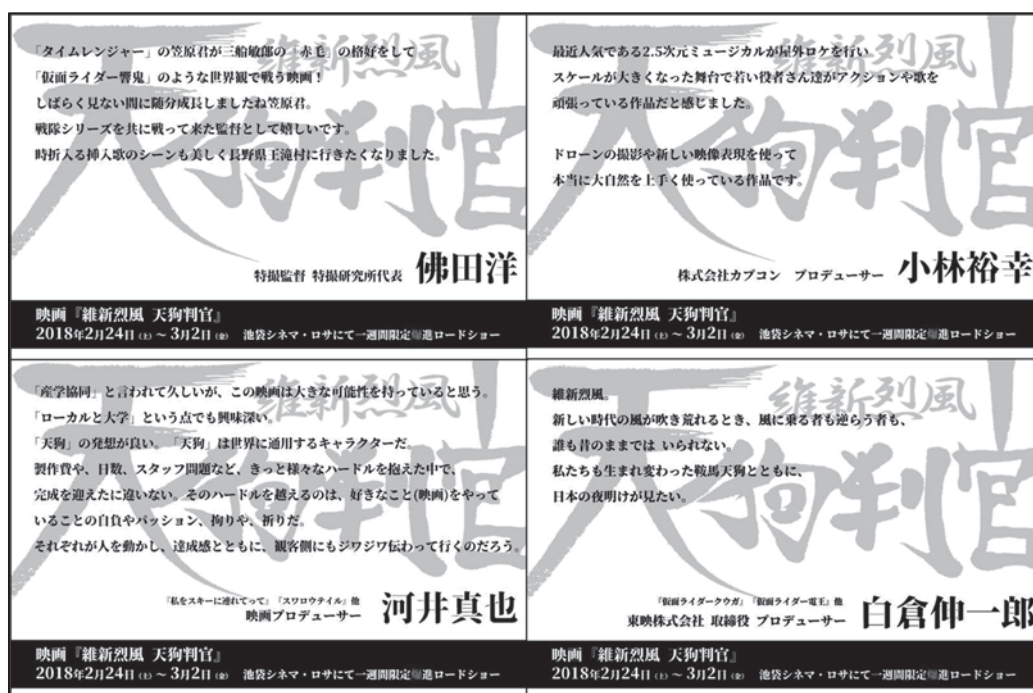 「タイムレンジャー」の笠原君が三船敏郎の「赤毛」の格好をして
「仮面ライダー響鬼」のような世界観で戦う映画！
しばらく見ない間に随分成長しましたね笠原君。
戦隊シリーズを共に戦って来た監督として嬉しいです。
時折入る挿入歌のシーンも美しく長野県王滝村に行きたくなりました。
維新烈風
天狗判官
特撮監督 特撮研究所代表 佛田洋
映画『維新烈風 天狗判官』
2018年2月24日(土)～3月2日(金) 池袋シネマ・ロサにて一週間限定爆進ロードショー
最近人気である2.5次元ミュージカルが屋外ロケを行い
スケールが大きくなった舞台で若い役者さん達がアクションや歌を
頑張っている作品だと感じました。
ドローンの撮影や新しい映像表現を使って
本当に大自然を上手く使っている作品です。
維新烈風
天狗判官
株式会社カプコン プロデューサー 小林裕幸
映画『維新烈風 天狗判官』
2018年2月24日(土)～3月2日(金) 池袋シネマ・ロサにて一週間限定爆進ロードショー
「産学協同」と言われて久しいが、この映画は大きな可能性を持っていると思う。
「ローカルと大学」という点でも興味深い。
「天狗」の発想が良い。「天狗」は世界に通用するキャラクターだ。
製作費や、日数、スタッフ問題など、きっと様々なハードルを抱えた中で、
完成を迎えたに違いない。そのハードルを越えるのは、好きなこと(映画)をやって
いることの自負やパッション、拘りや、祈りだ。
それぞれが人を動かし、達成感とともに、観客側にもジワジワ伝わって行くのだろう。
維新烈風
天狗判官
『私をスキーに連れてって』『スワロウテイル』他
映画プロデューサー 河井真也
映画『維新烈風 天狗判官』
2018年2月24日(土)～3月2日(金) 池袋シネマ・ロサにて一週間限定爆進ロードショー
維新烈風。
新しい時代の風が吹き荒れるとき、風に乗る者も逆らう者も、
誰も昔のままでは いられない。
私たちも生まれ変わった鞍馬天狗とともに、
日本の夜明けが見たい。
維新烈風
天狗判官
『仮面ライダークウガ』『仮面ライダー電王』他
東映株式会社 取締役 プロデューサー 白倉伸一郎
映画『維新烈風 天狗判官』
2018年2月24日(土)～3月2日(金) 池袋シネマ・ロサにて一週間限定爆進ロードショー